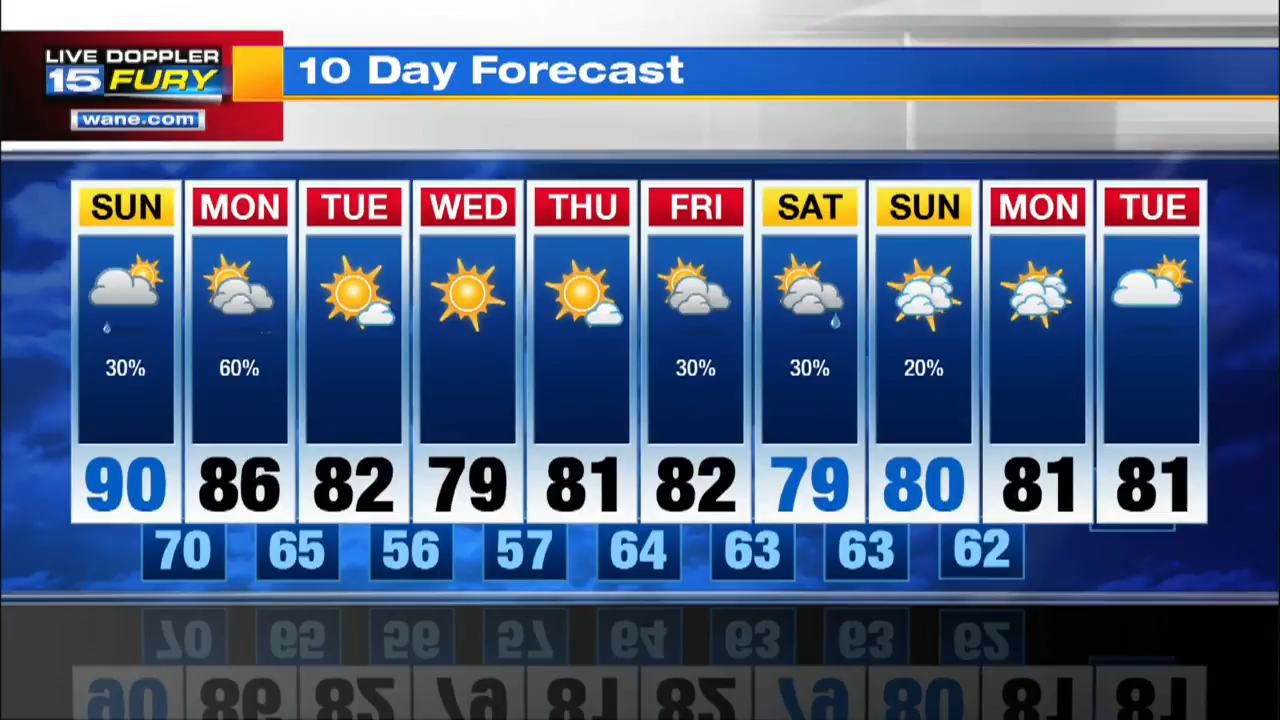 LIVE DOPPLER
15 FURY
wane.com
10 Day Forecast
SUN MON TUE WED THU FRI SAT SUN MON TUE
30% 60% 30% 30% 20%
90 86 82 79 81 82 79 80 81 81
70 65 56 57 64 63 63 62